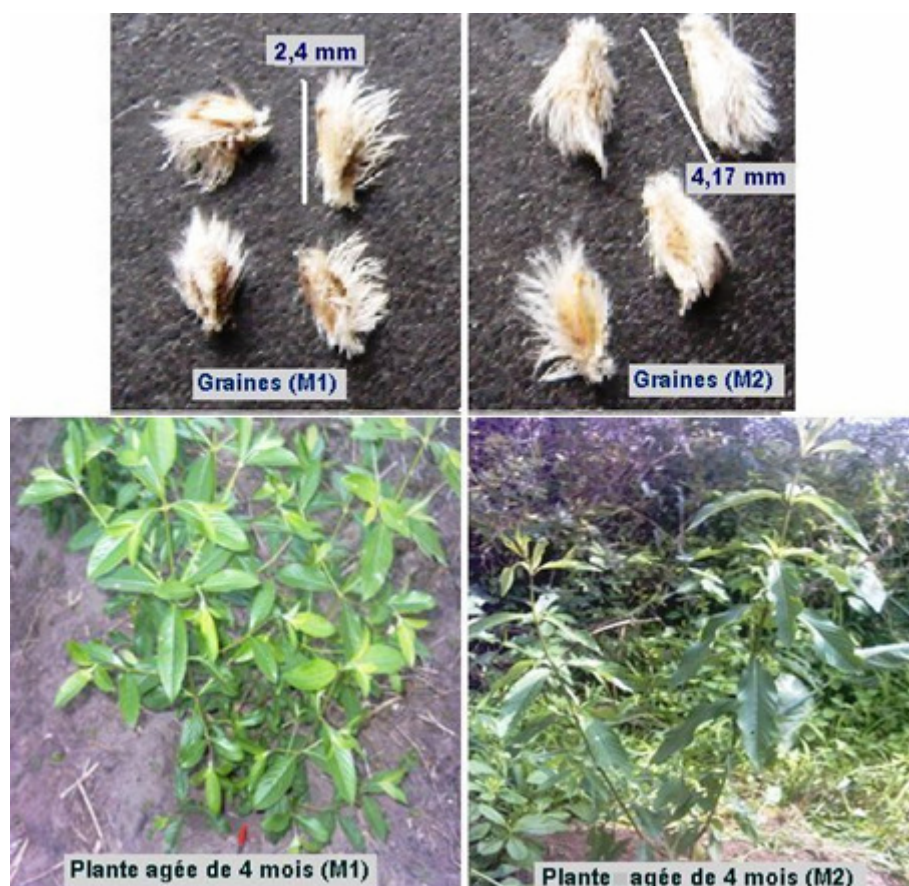 2,4 mm
4,17 mm
Graines (M1)
Graines (M2)
Plante agée de 4 mois (M1)
Plante agée de 4 mois (M2)